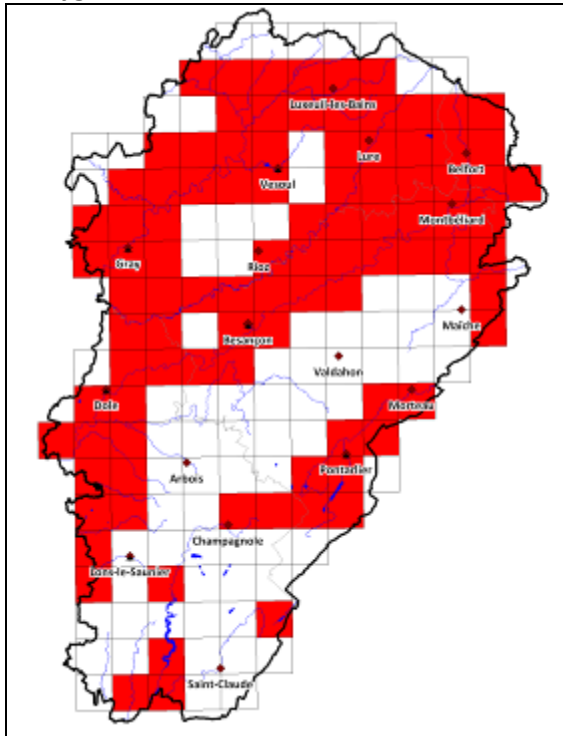 Luxeuil-les-Bains
Lure
Belfort
Vesoul
Montbéliard
Gray
Rioz
Maîche
Besançon
Valdahon
Dole
Morteau
Pontarlier
Arbois
Champagnole
Lons-le-Saunier
Saint-Claude